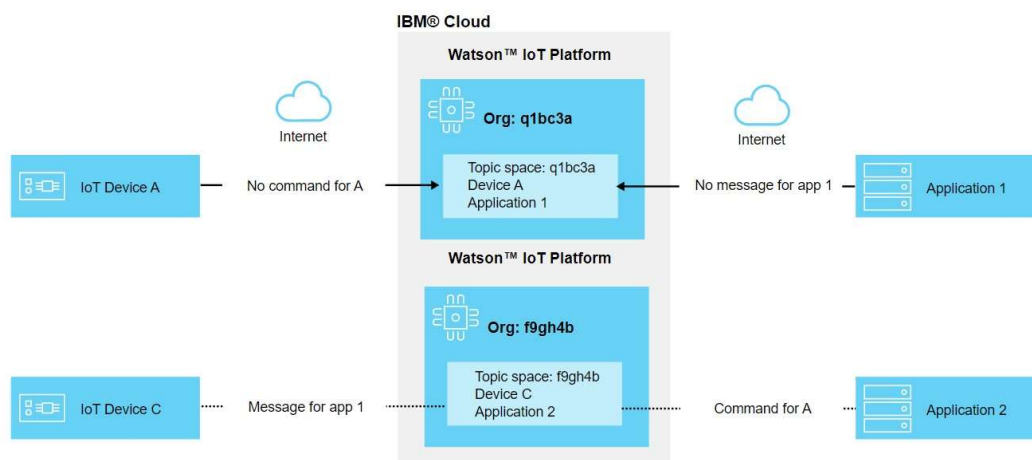 IBM® Cloud
Watson™ IoT Platform
Internet
Org: q1bc3a
Internet
IoT Device A
No command for A
Topic space: q1bc3a
Device A
Application 1
No message for app 1
Application 1
Watson™ IoT Platform
Org: f9gh4b
IoT Device C
Message for app 1
Topic space: f9gh4b
Device C
Application 2
Command for A
Application 2